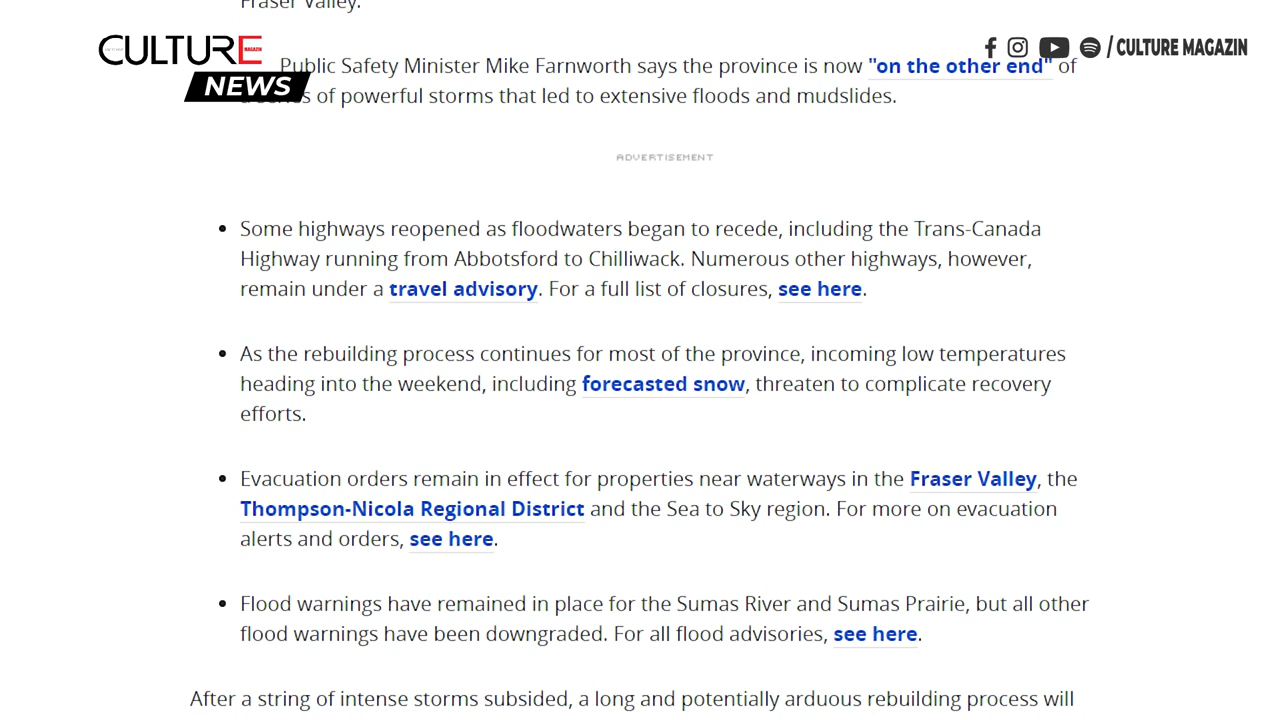 Fraser Valley.
CULTURE MAGAZIN
NEWS
/ CULTURE MAGAZIN
Public Safety Minister Mike Farnworth says the province is now "on the other end" of
a series of powerful storms that led to extensive floods and mudslides.
ADVERTISEMENT
Some highways reopened as floodwaters began to recede, including the Trans-Canada
Highway running from Abbotsford to Chilliwack. Numerous other highways, however,
remain under a travel advisory. For a full list of closures, see here.
As the rebuilding process continues for most of the province, incoming low temperatures
heading into the weekend, including forecasted snow, threaten to complicate recovery
efforts.
Evacuation orders remain in effect for properties near waterways in the Fraser Valley, the
Thompson-Nicola Regional District and the Sea to Sky region. For more on evacuation
alerts and orders, see here.
Flood warnings have remained in place for the Sumas River and Sumas Prairie, but all other
flood warnings have been downgraded. For all flood advisories, see here.
After a string of intense storms subsided, a long and potentially arduous rebuilding process will